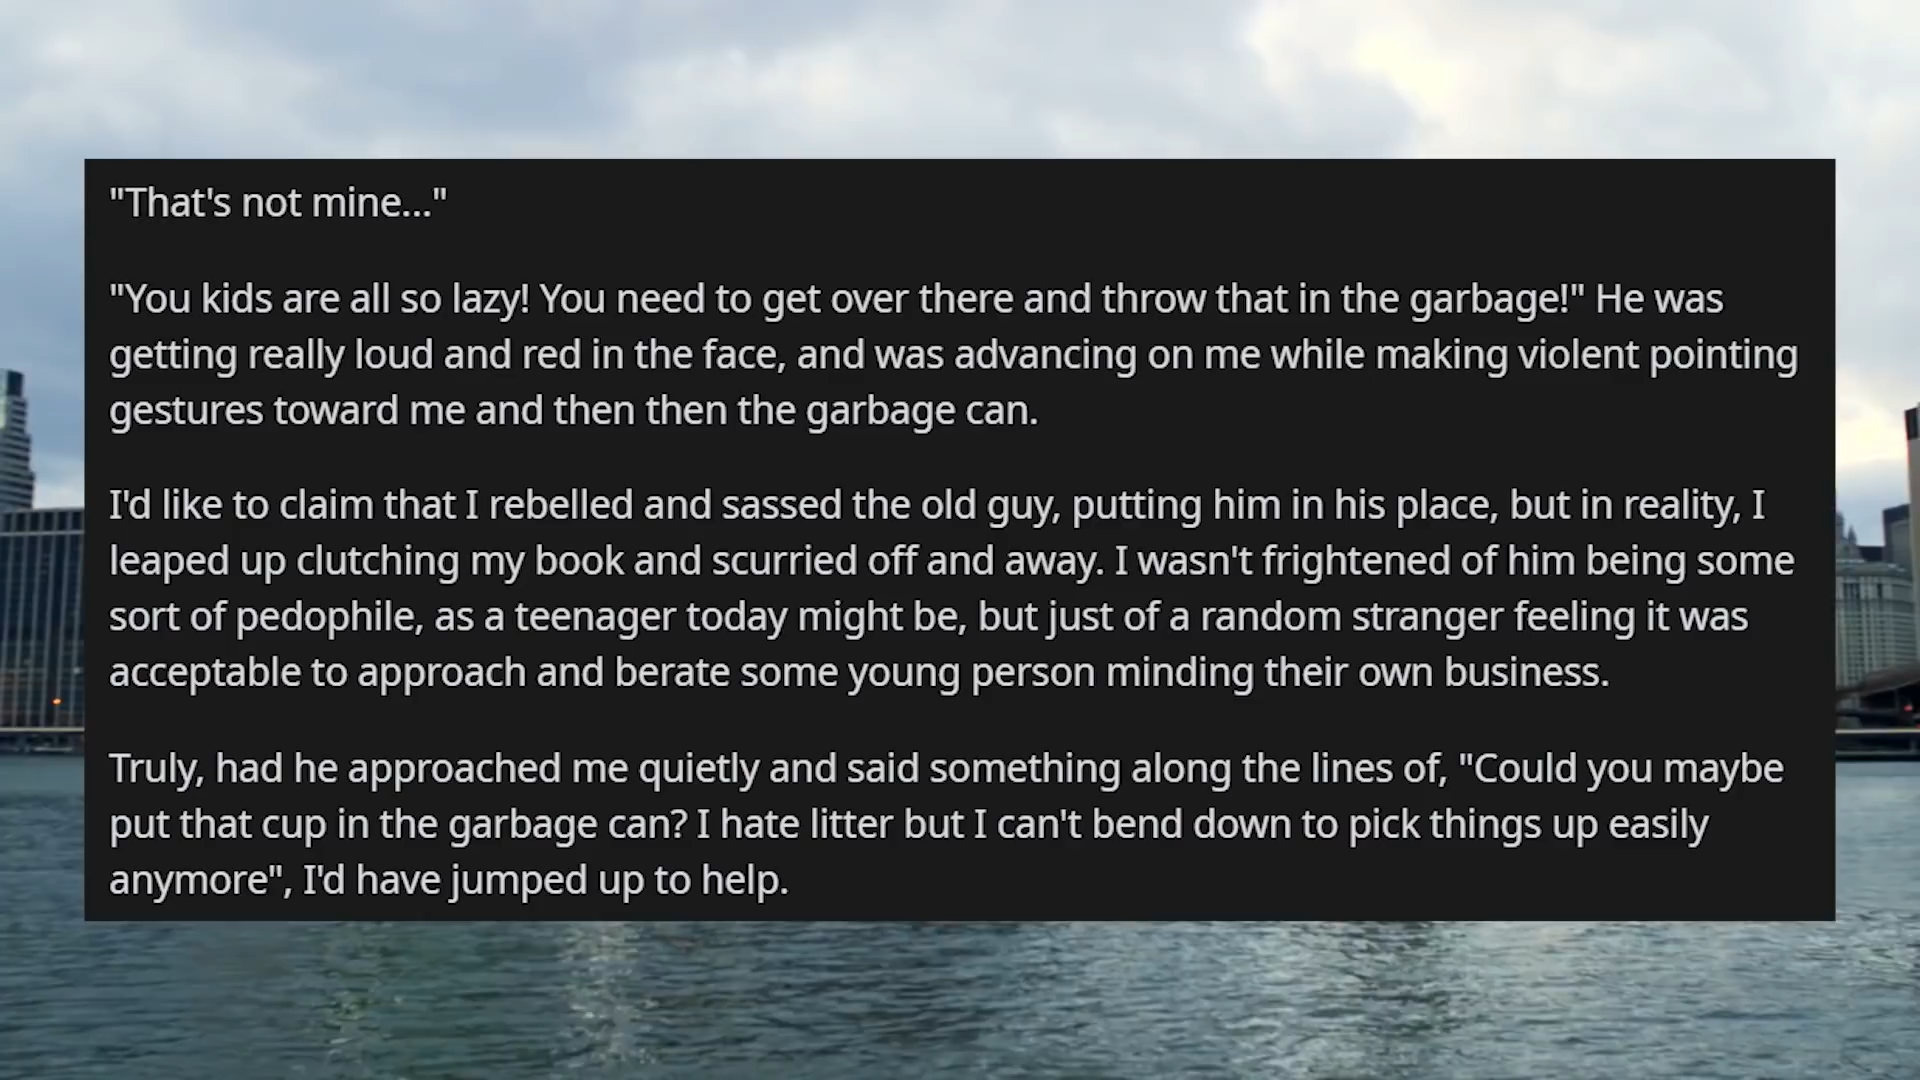 "That's not mine..."
"You kids are all so lazy! You need to get over there and throw that in the garbage!" He was
getting really loud and red in the face, and was advancing on me while making violent pointing
gestures toward me and then then the garbage can.
I'd like to claim that I rebelled and sassed the old guy, putting him in his place, but in reality, I
leaped up clutching my book and scurried off and away. I wasn't frightened of him being some
sort of pedophile, as a teenager today might be, but just of a random stranger feeling it was
acceptable to approach and berate some young person minding their own business.
Truly, had he approached me quietly and said something along the lines of, "Could you maybe
put that cup in the garbage can? I hate litter but I can't bend down to pick things up easily
anymore", I'd have jumped up to help.